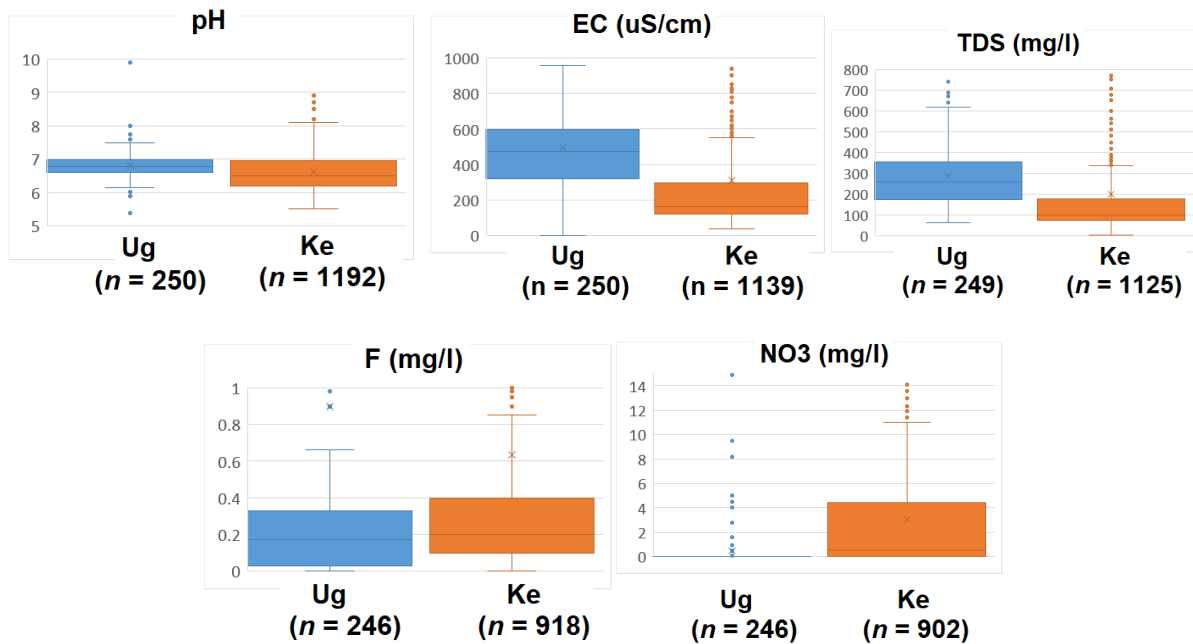 pH
10
9
8
7
6
5
Ug
(n = 250)
Ke
(n = 1192)
EC (uS/cm)
1000
800
600
400
200
0
Ug
(n = 250)
Ke
(n = 1139)
TDS (mg/l)
800
700
600
500
400
300
200
100
0
Ug
(n = 249)
Ke
(n = 1125)
F (mg/l)
1
0.8
0.6
0.4
0.2
0
Ug
(n = 246)
Ke
(n = 918)
NO3 (mg/l)
14
12
10
8
6
4
2
0
Ug
(n = 246)
Ke
(n = 902)